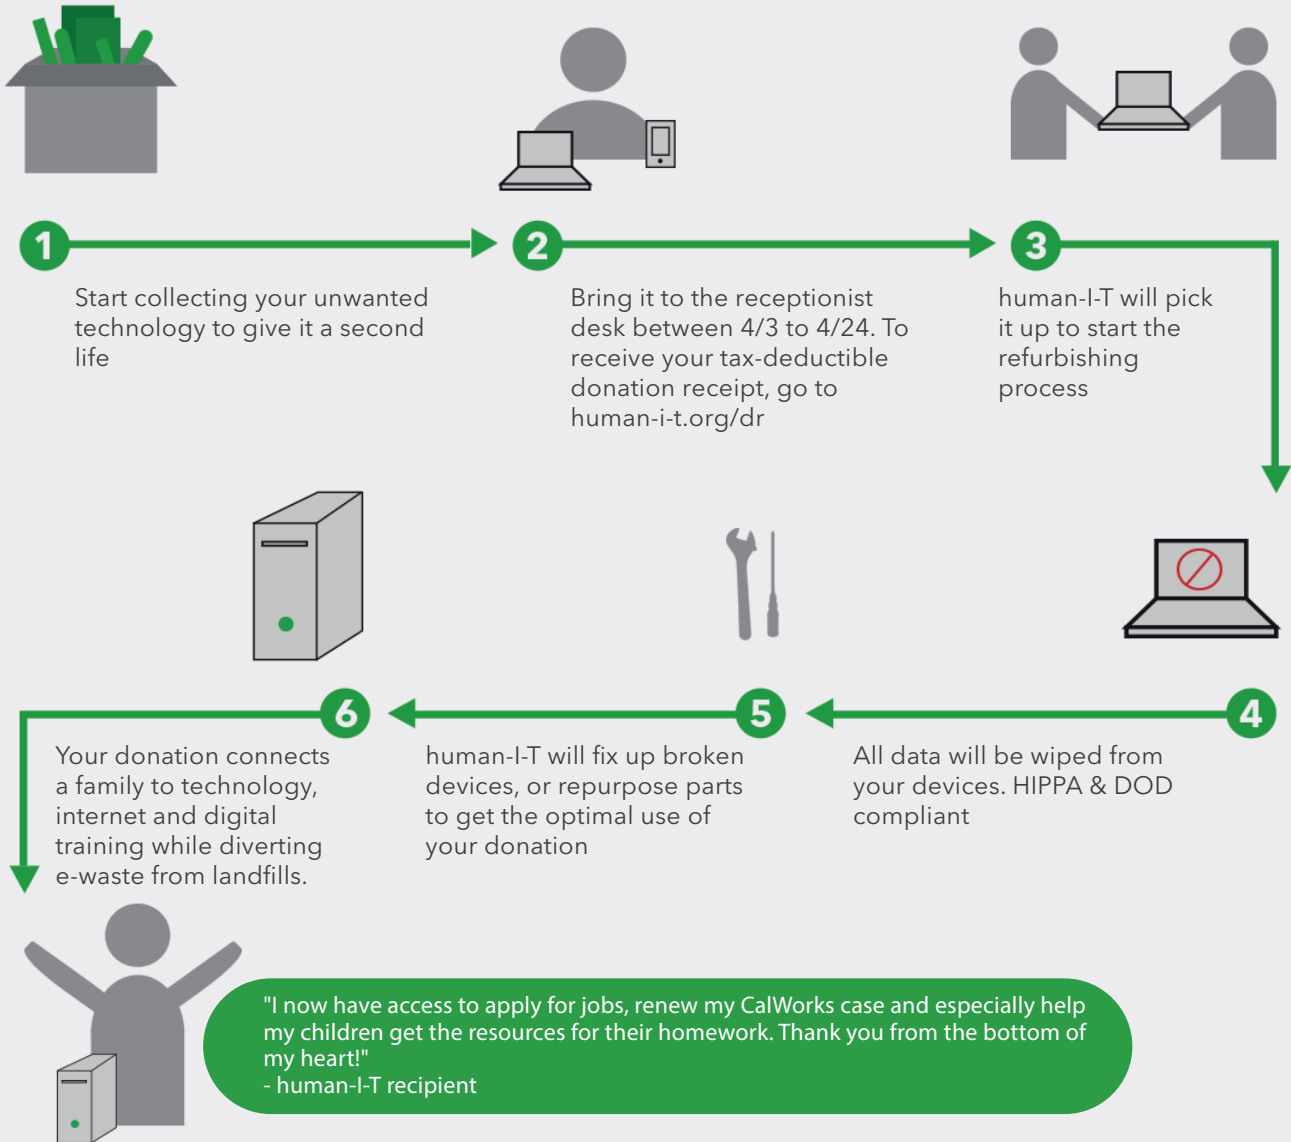 1
Start collecting your unwanted
technology to give it a second
life
2
Bring it to the receptionist
desk between 4/3 to 4/24. To
receive your tax-deductible
donation receipt, go to
human-i-t.org/dr
3
human-I-T will pick
it up to start the
refurbishing
process
4
All data will be wiped from
your devices. HIPPA & DOD
compliant
5
human-I-T will fix up broken
devices, or repurpose parts
to get the optimal use of
your donation
6
Your donation connects
a family to technology,
internet and digital
training while diverting
e-waste from landfills.
"I now have access to apply for jobs, renew my CalWorks case and especially help
my children get the resources for their homework. Thank you from the bottom of
my heart!"
- human-I-T recipient